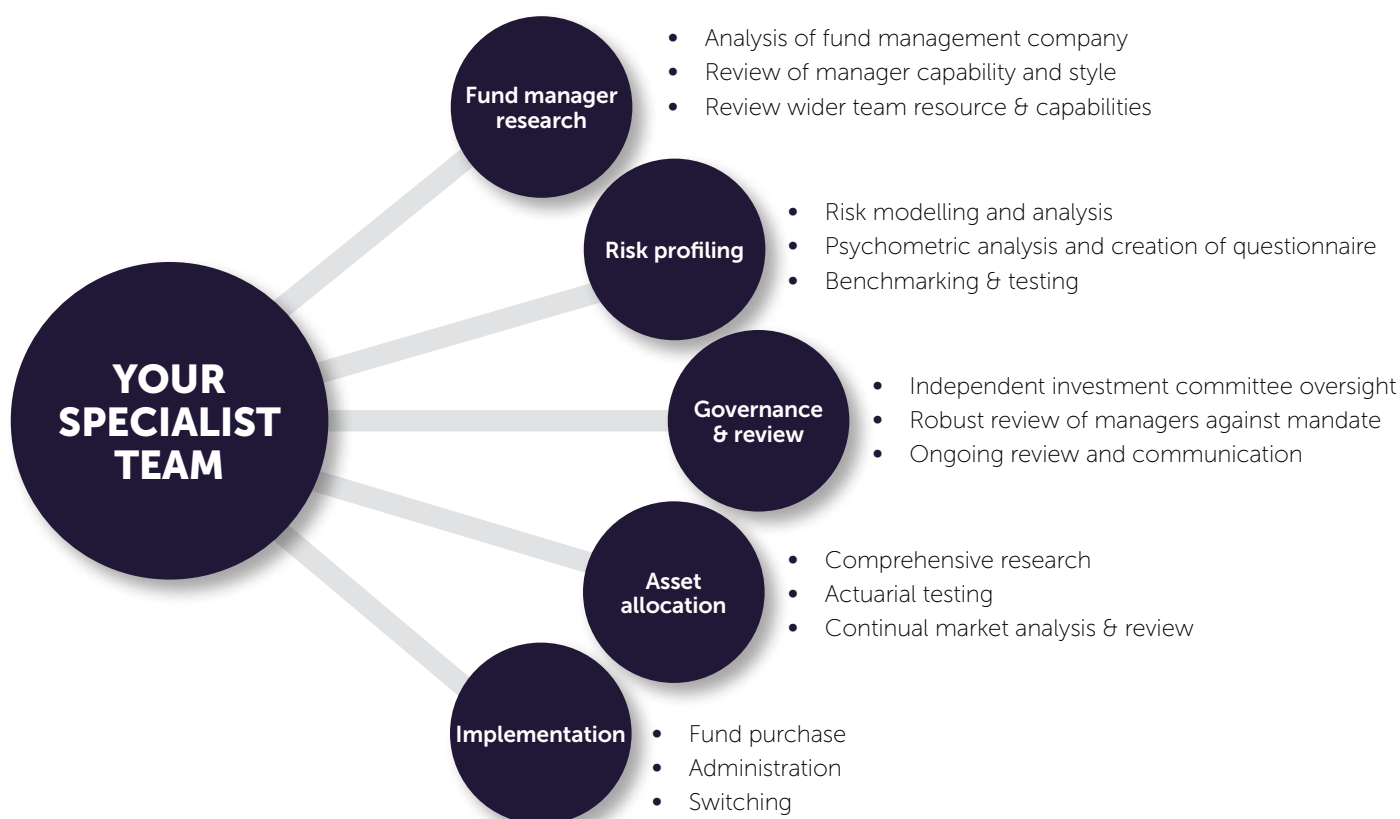 Fund manager
research
• Analysis of fund management company
• Review of manager capability and style
• Review wider team resource & capabilities
Risk profiling
• Risk modelling and analysis
• Psychometric analysis and creation of questionnaire
• Benchmarking & testing
YOUR
SPECIALIST
TEAM
Governance
& review
• Independent investment committee oversight
• Robust review of managers against mandate
• Ongoing review and communication
Asset
allocation
• Comprehensive research
• Actuarial testing
• Continual market analysis & review
Implementation
• Fund purchase
• Administration
• Switching